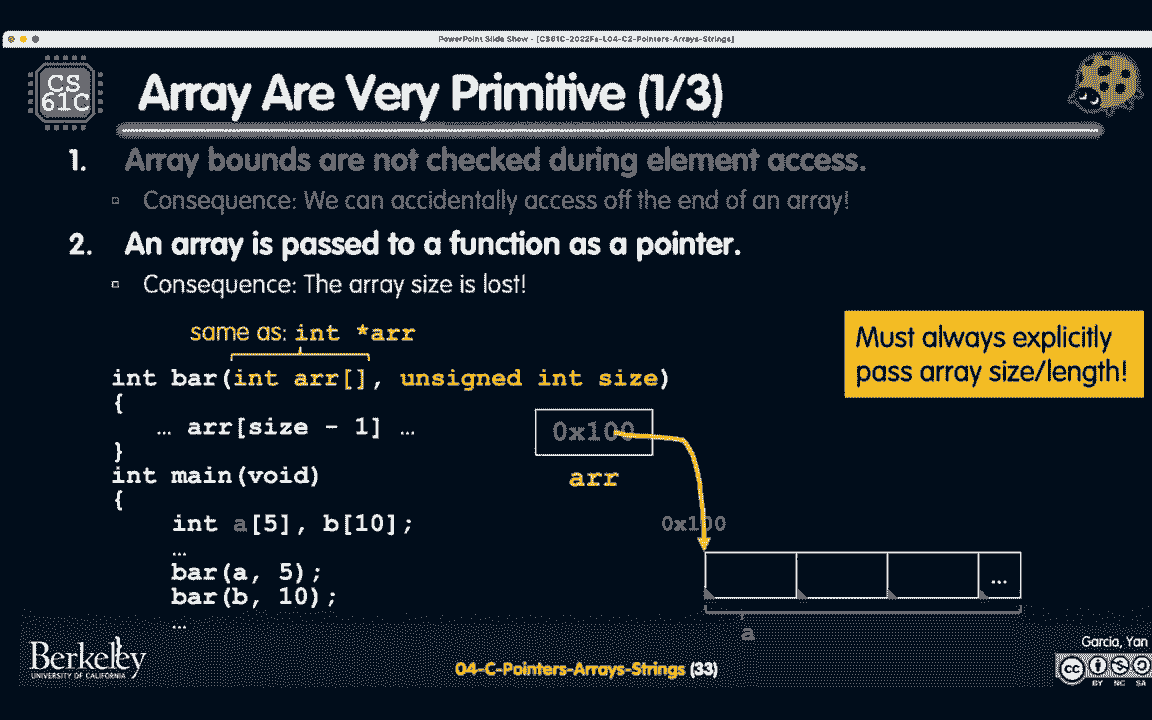 PowerPoint Slide Show - [CS61C-2022Fa-L04-C2-Pointers-Arrays-Strings]
CS
61C
Array Are Very Primitive (1/3)
1. Array bounds are not checked during element access.
Consequence: We can accidentally access off the end of an array!
2. An array is passed to a function as a pointer.
Consequence: The array size is lost!
same as: int *arr
Must always explicitly
pass array size/length!
int bar(int arr[], unsigned int size)
{
… arr[size - 1] …
}
0x100
arr
int main(void)
{
int a[5], b[10];
0x100
…
bar(a, 5);
bar(b, 10);
…
...
a
Berkeley
UNIVERSITY OF CALIFORNIA
04-C-Pointers-Arrays-Strings (33)
Garcia, Yan
cc
BY NC SA